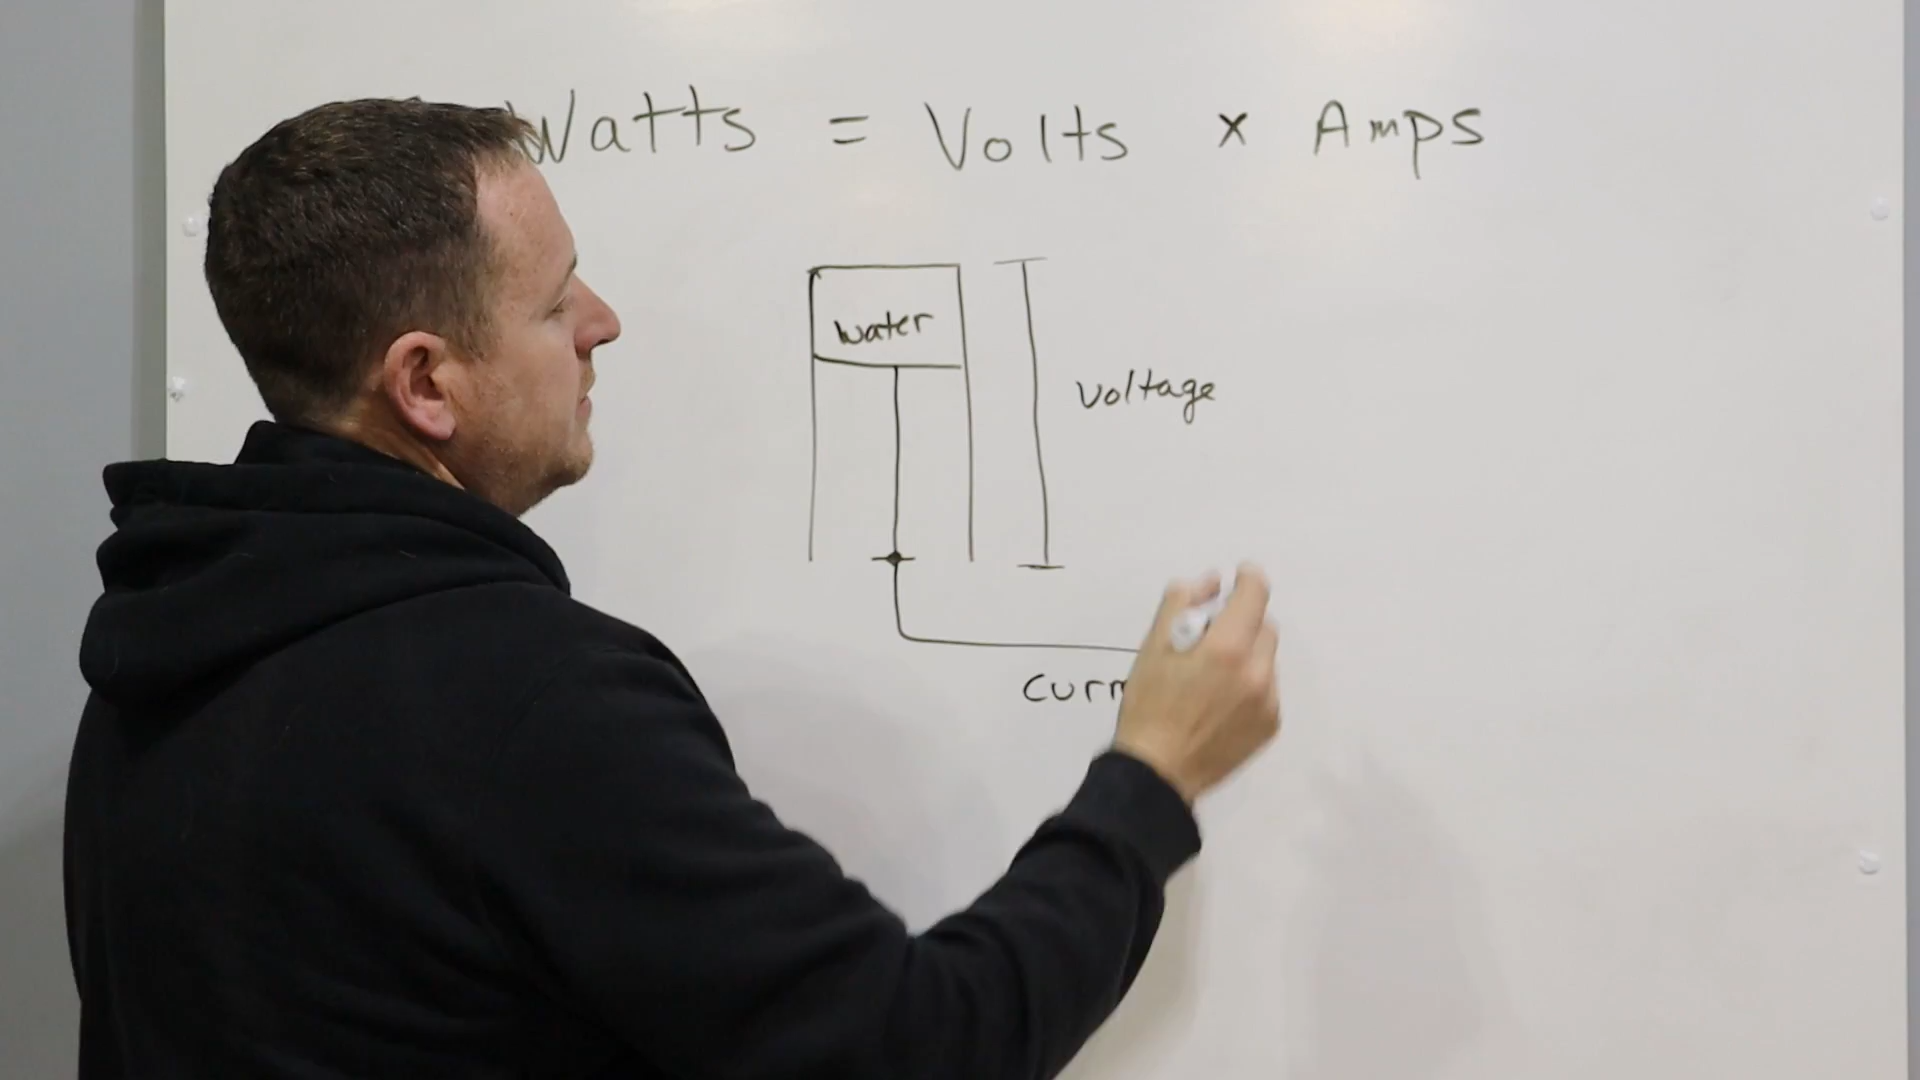 Watts = Volts x Amps
water
voltage